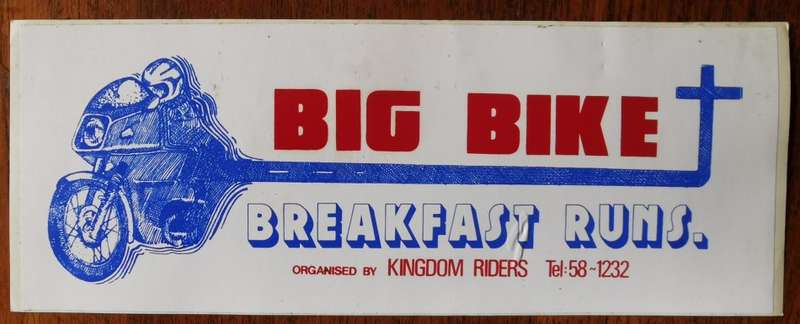 BIG BIKE
BREAKFAST RUNS.
ORGANISED BY KINGDOM RIDERS Tel:58~1232